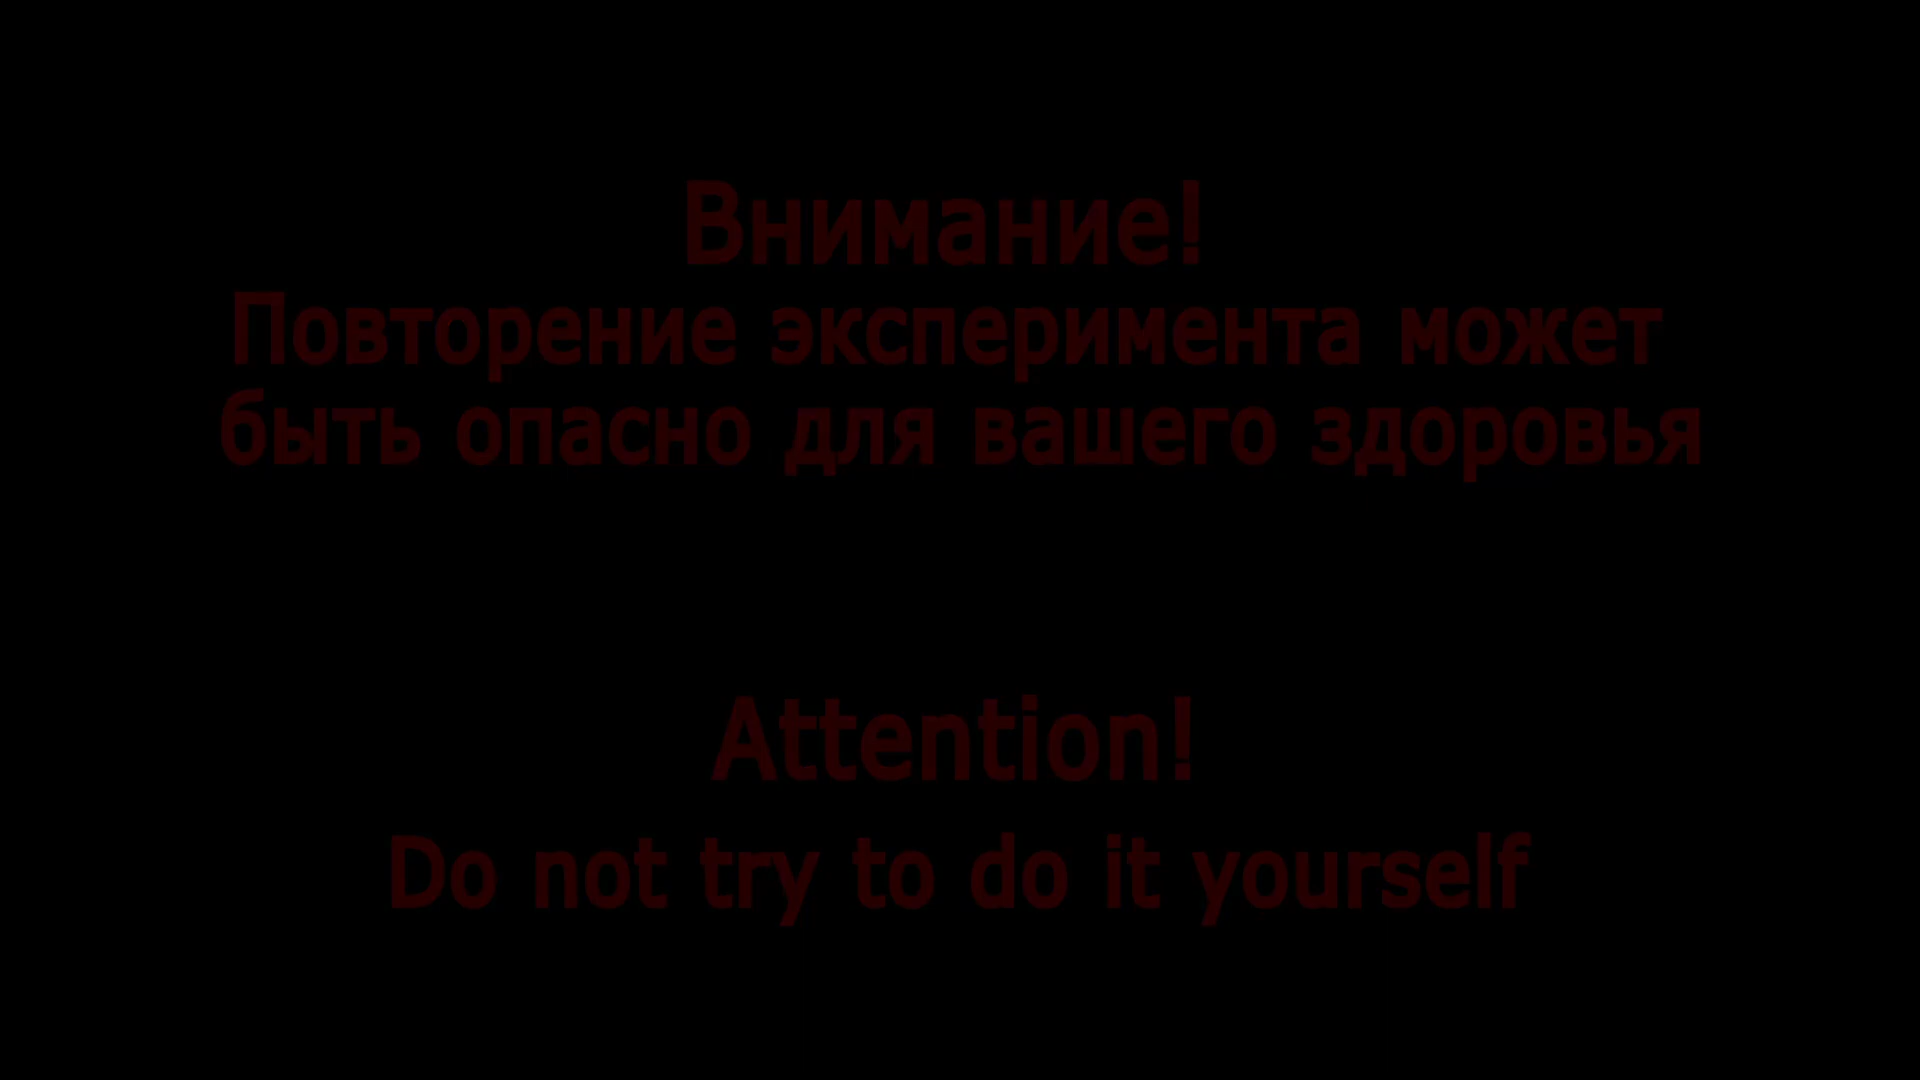 Внимание!
Повторение эксперимента может
быть опасно для вашего здоровья
Attention!
Do not try to do it yourself